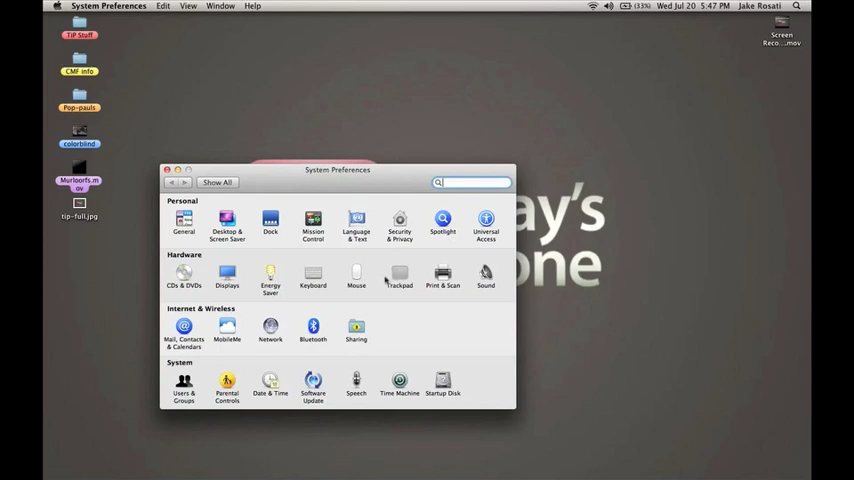 System Preferences Edit View Window Help
(33%) Wed Jul 20 5:47 PM Jake Rosati
TiP Stuff
CMF info
Pop-pauls
colorblind
Murloorfs.m
ov
tip-full.jpg
Screen
Reco....mov
ay's
one
System Preferences
Show All
Personal
General
Desktop &
Screen Saver
Dock
Mission
Control
Language
& Text
Security
& Privacy
Spotlight
Universal
Access
Hardware
CDs & DVDs
Displays
Energy
Saver
Keyboard
Mouse
Trackpad
Print & Scan
Sound
Internet & Wireless
Mail, Contacts
& Calendars
MobileMe
Network
Bluetooth
Sharing
System
Users &
Groups
Parental
Controls
Date & Time
Software
Update
Speech
Time Machine
Startup Disk